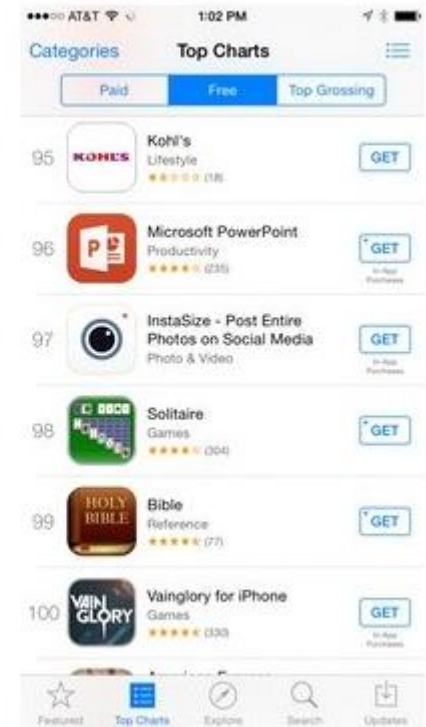 AT&T 1:02 PM
Categories Top Charts
Paid Free Top Grossing
95 KOHL'S Kohl's GET
Lifestyle
(18)
96 P Microsoft PowerPoint +GET
Productivity
(235) In-App
Purchases
97 InstaSize - Post Entire
Photos on Social Media GET
Photo & Video In-App
Purchases
98 Solitaire +GET
Games
(304)
99 HOLY BIBLE Bible +GET
Reference
(77)
100 VAIN GLORY Vainglory for iPhone GET
Games
(330) In-App
Purchases
Featured Top Charts Explore Search Updates